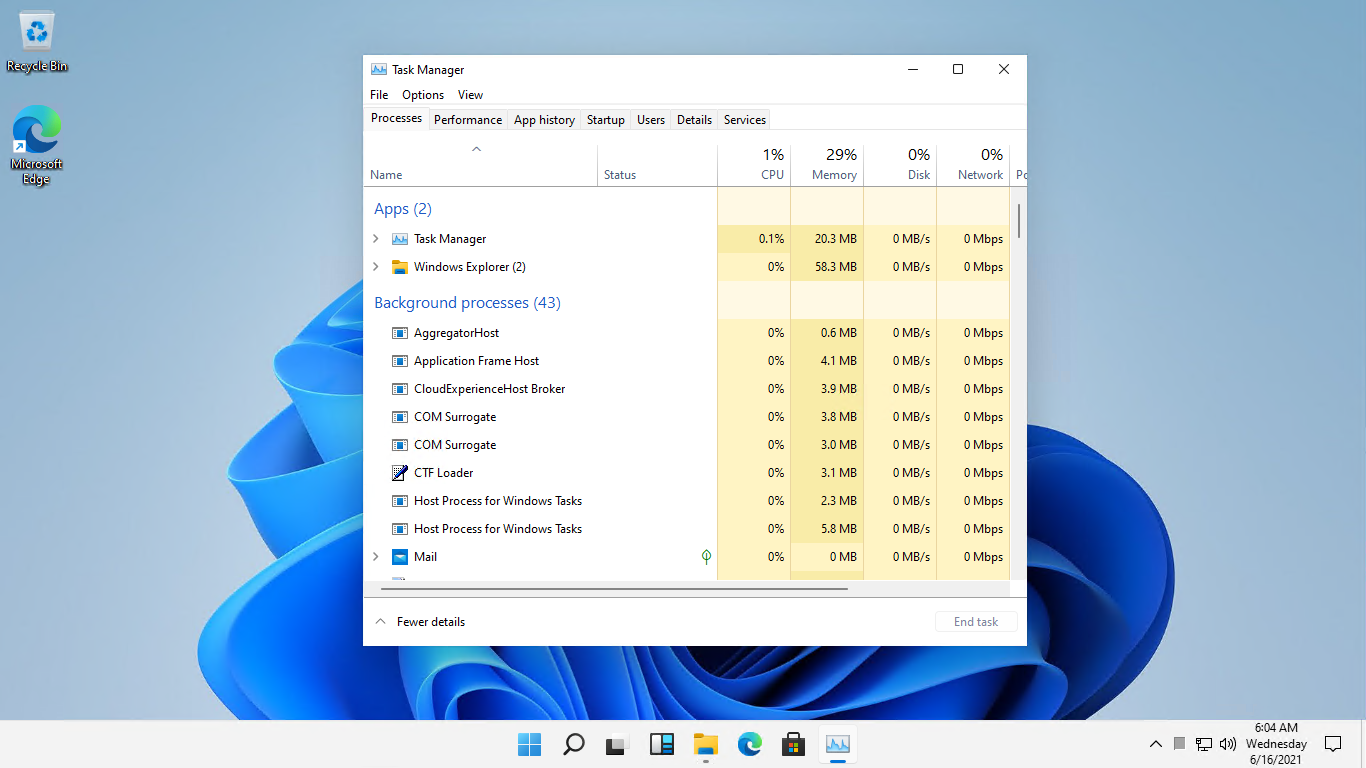 Recycle Bin
Microsoft
Edge
Task Manager
File Options View
Processes Performance App history Startup Users Details Services
1% 29% 0% 0%
Name Status CPU Memory Disk Network
Apps (2)
Task Manager 0.1% 20.3 MB 0 MB/s 0 Mbps
Windows Explorer (2) 0% 58.3 MB 0 MB/s 0 Mbps
Background processes (43)
AggregatorHost 0% 0.6 MB 0 MB/s 0 Mbps
Application Frame Host 0% 4.1 MB 0 MB/s 0 Mbps
CloudExperienceHost Broker 0% 3.9 MB 0 MB/s 0 Mbps
COM Surrogate 0% 3.8 MB 0 MB/s 0 Mbps
COM Surrogate 0% 3.0 MB 0 MB/s 0 Mbps
CTF Loader 0% 3.1 MB 0 MB/s 0 Mbps
Host Process for Windows Tasks 0% 2.3 MB 0 MB/s 0 Mbps
Host Process for Windows Tasks 0% 5.8 MB 0 MB/s 0 Mbps
Mail 0% 0 MB 0 MB/s 0 Mbps
Fewer details End task
6:04 AM
Wednesday
6/16/2021